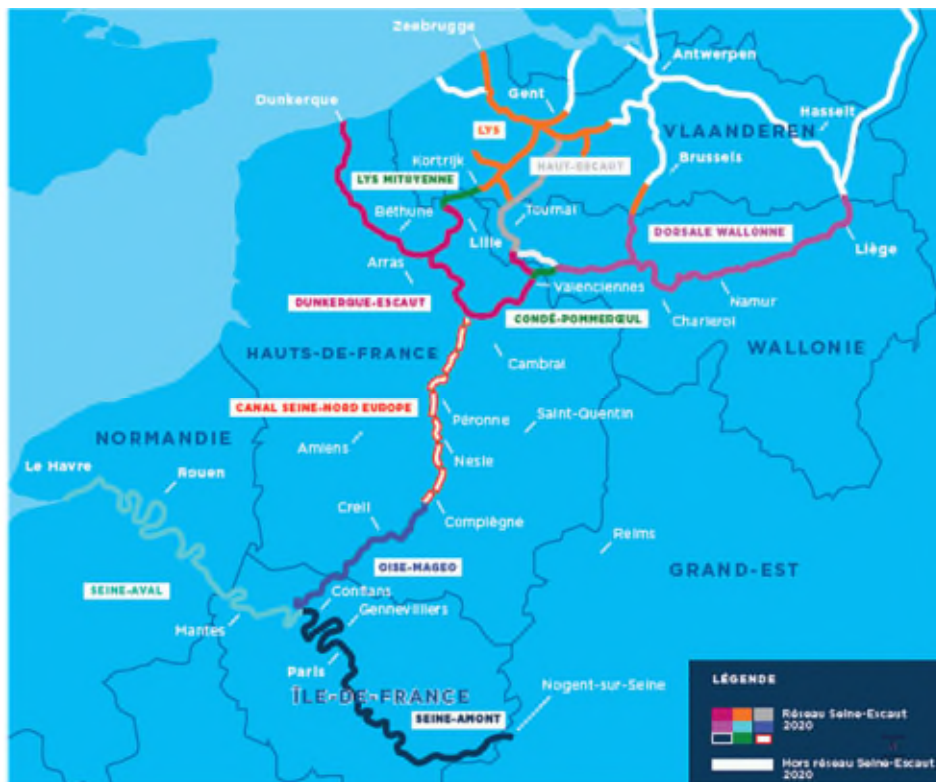 Zeebrugge
Antwerpen
Dunkerque
Gent
Hasselt
LYS
VLAANDEREN
Kortrijk
HAUT-ESCAUT
Brussels
LYS MITOYENNE
Béthune
Tournai
Lille
DORSALE WALLONNE
Liège
Arras
Valenciennes
Namur
DUNKERQUE-ESCAUT
CONDÉ-POMMERŒUL
Charleroi
HAUTS-DE-FRANCE
WALLONIE
Cambrai
CANAL SEINE-NORD EUROPE
Péronne
Saint-Quentin
NORMANDIE
Amiens
Nesle
Le Havre
Rouen
Creil
Compiègne
Reims
OISE-MAGEO
GRAND-EST
SEINE-AVAL
Conflans
Gennevilliers
Mantes
Paris
LÉGENDE
ÎLE-DE-FRANCE
Nogent-sur-Seine
SEINE-AMONT
Réseau Seine-Escaut
2020
Hors réseau Seine-Escaut
2020